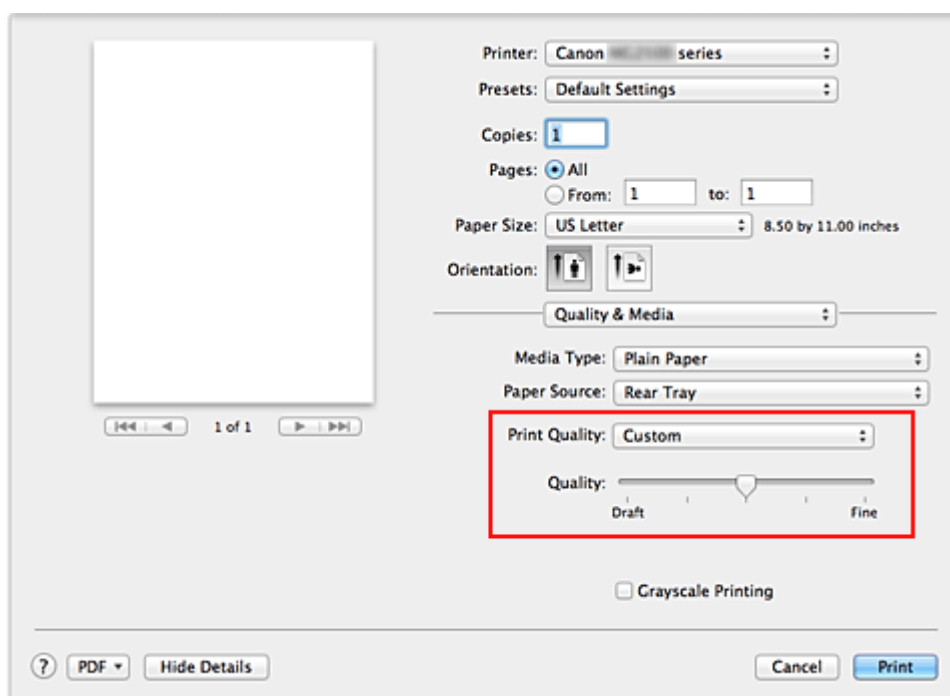 Printer: Canon series
Presets: Default Settings
Copies: 1
Pages: All
From: 1 to: 1
Paper Size: US Letter 8.50 by 11.00 inches
Orientation:
Quality & Media
Media Type: Plain Paper
Paper Source: Rear Tray
1 of 1
Print Quality: Custom
Quality:
Draft Fine
Grayscale Printing
? PDF Hide Details Cancel Print